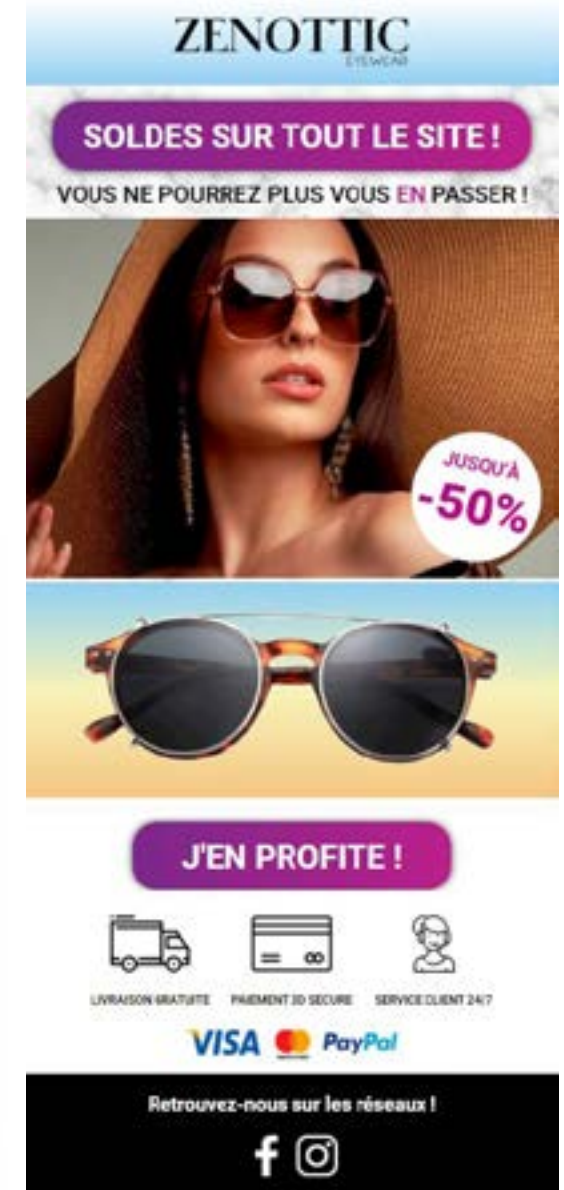 ZENOTTIC
EYEWEAR
SOLDES SUR TOUT LE SITE !
VOUS NE POURREZ PLUS VOUS EN PASSER !
JUSQU'À
-50%
J'EN PROFITE !
LIVRAISON GRATUITE PAIEMENT 3D SECURE SERVICE CLIENT 24/7
VISA PayPal
Retrouvez-nous sur les réseaux !